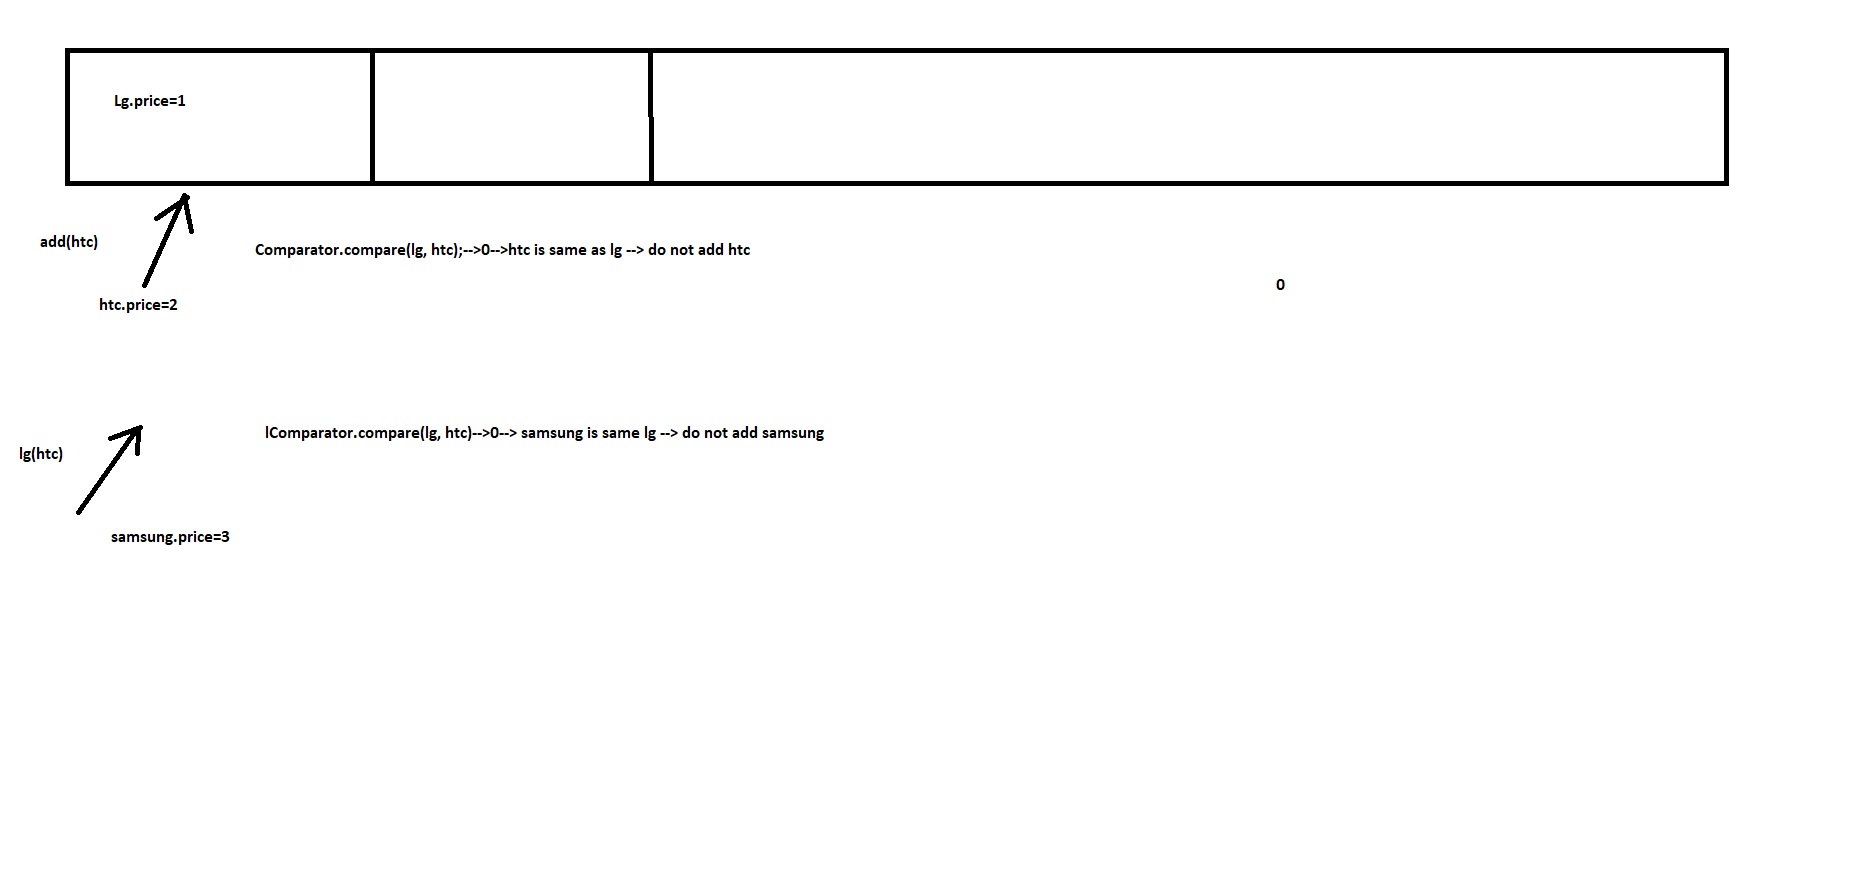 Lg.price=1
add(htc)
Comparator.compare(lg, htc);-->0-->htc is same as lg --> do not add htc
0
htc.price=2
lComparator.compare(lg, htc)-->0--> samsung is same lg --> do not add samsung
lg(htc)
samsung.price=3